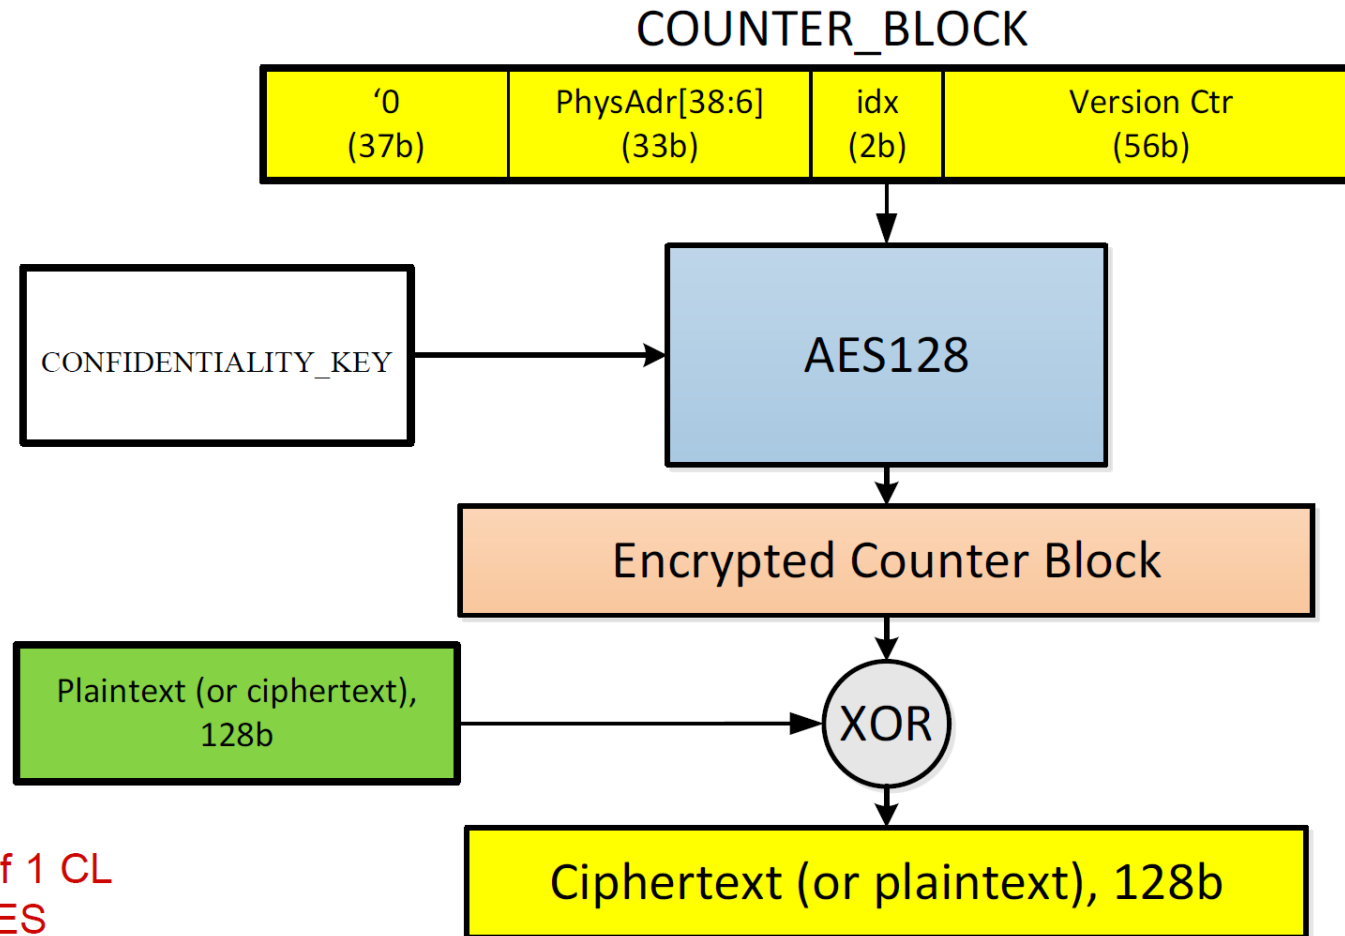 COUNTER_BLOCK
‘0
(37b)
PhysAdr[38:6]
(33b)
idx
(2b)
Version Ctr
(56b)
CONFIDENTIALITY_KEY
AES128
Encrypted Counter Block
Plaintext (or ciphertext),
128b
XOR
f 1 CL
ES
Ciphertext (or plaintext), 128b